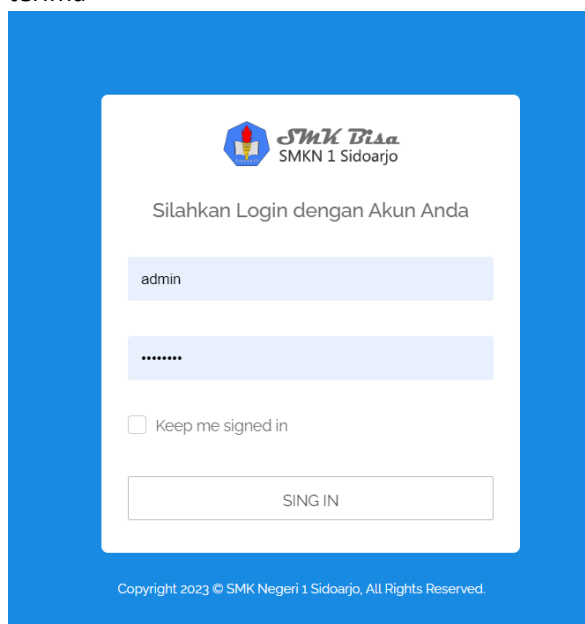 SMK Bisa
SMKN 1 Sidoarjo
Silahkan Login dengan Akun Anda
admin
••••••••
Keep me signed in
SING IN
Copyright 2023 © SMK Negeri 1 Sidoarjo, All Rights Reserved.